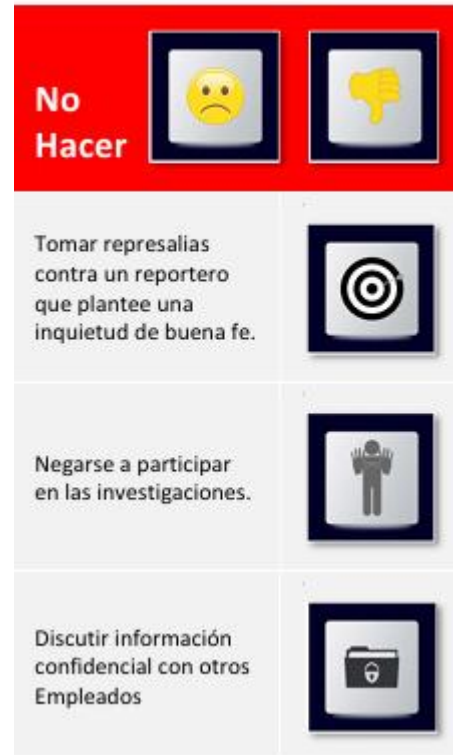 No
Hacer
Tomar represalias
contra un reportero
que plantee una
inquietud de buena fe.
Negarse a participar
en las investigaciones.
Discutir información
confidencial con otros
Empleados